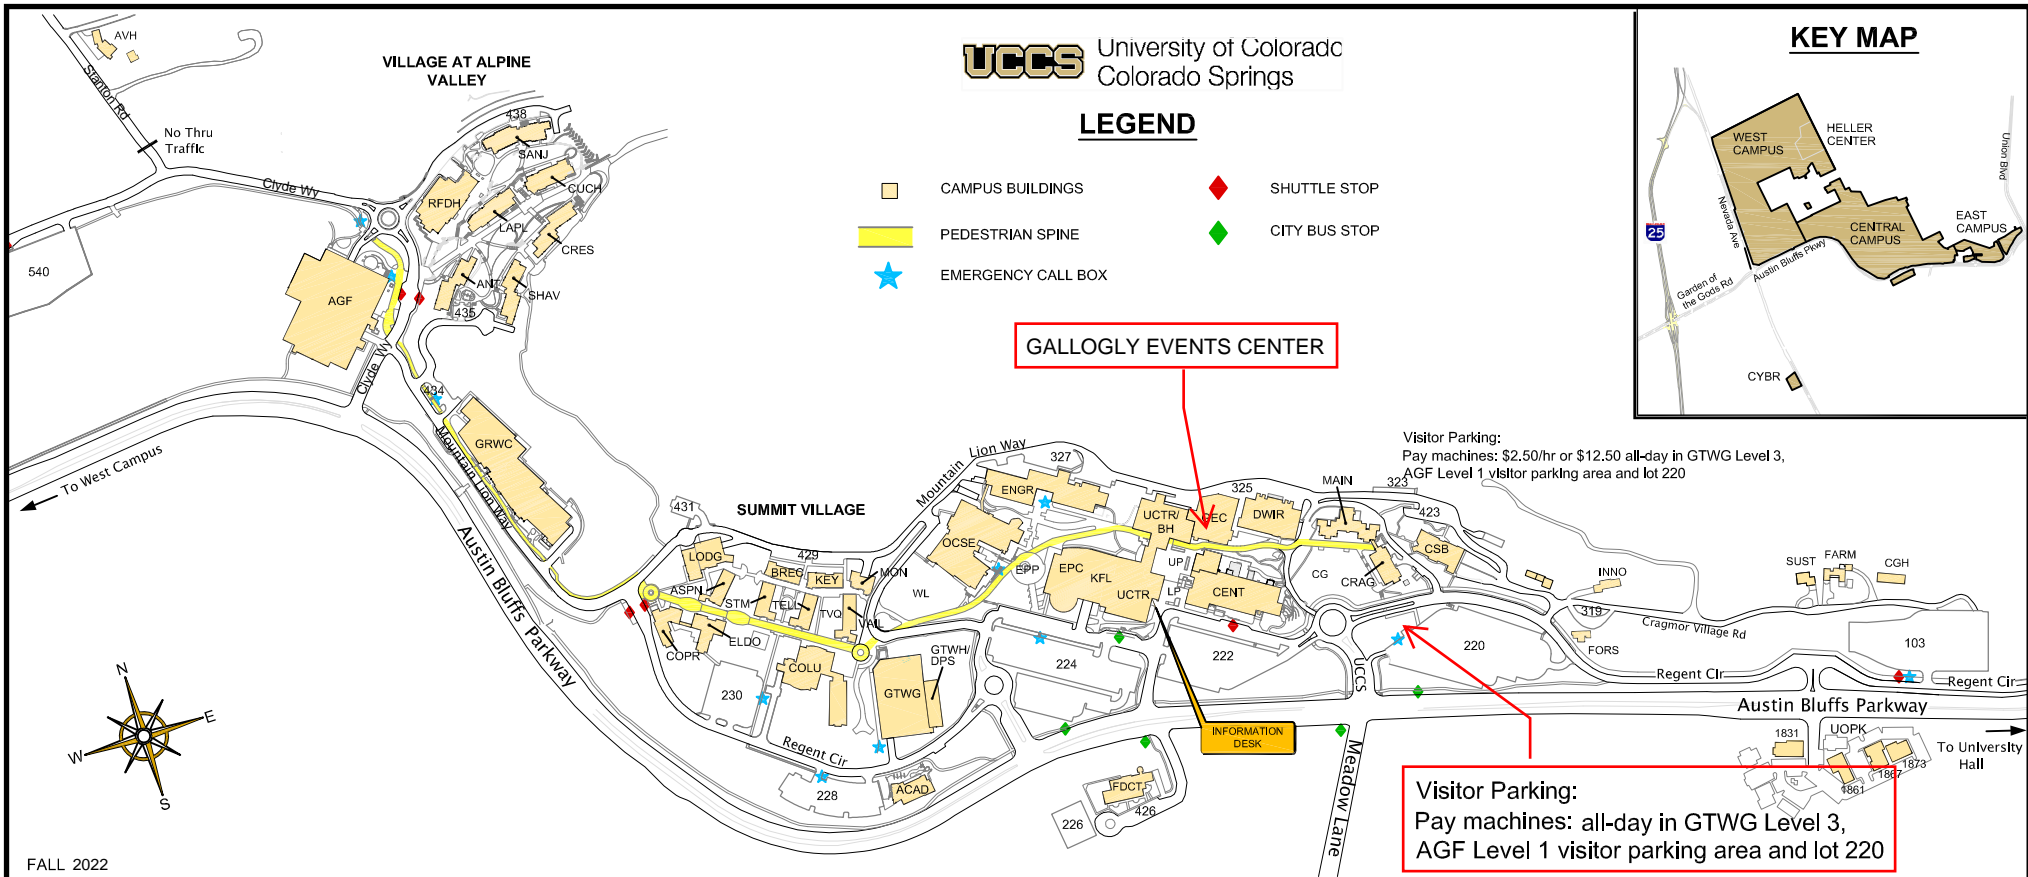 AVH
Stanton Rd
No Thru
Traffic
VILLAGE AT ALPINE
VALLEY
UCCS
University of Colorado
Colorado Springs
LEGEND
CAMPUS BUILDINGS
PEDESTRIAN SPINE
EMERGENCY CALL BOX
SHUTTLE STOP
CITY BUS STOP
KEY MAP
WEST
CAMPUS
HELLER
CENTER
Union Blvd
Nevada Ave
CENTRAL
CAMPUS
EAST
CAMPUS
25
Austin Bluffs Pkwy
Garden of
the Gods Rd
CYBR
438
SANJ
CUCH
RFDH
LAPL
CRES
ANT
SHAV
435
Clyde Wy
540
AGF
Clyde Wy
434
GRWC
Mountain Lion Way
To West Campus
Austin Bluffs Parkway
GALLOGLY EVENTS CENTER
Visitor Parking:
Pay machines: $2.50/hr or $12.50 all-day in GTWG Level 3,
AGF Level 1 visitor parking area and lot 220
SUMMIT VILLAGE
431
LODG
429
BREC
KEY
MON
ASPN
STM
TELL
TVQ
VAIL
COPR
ELDO
COLU
230
GTWG
GTWH/
DPS
Regent Cir
228
ACAD
Mountain Lion Way
327
ENGR
OCSE
WL
EPP
EPC
KFL
UCTR
UCTR/
BH
GEC
325
DWIR
UP
LP
CENT
MAIN
323
423
CSB
CG
CRAG
224
222
220
UCCS
INFORMATION
DESK
FDCT
426
226
Meadow Lane
INNO
319
FORS
Cragmor Village Rd
SUST
FARM
CGH
103
Regent Cir
Regent Cir
Austin Bluffs Parkway
1831
UOPK
1867
1873
1861
To University
Hall
Visitor Parking:
Pay machines: all-day in GTWG Level 3,
AGF Level 1 visitor parking area and lot 220
N
E
W
S
FALL 2022